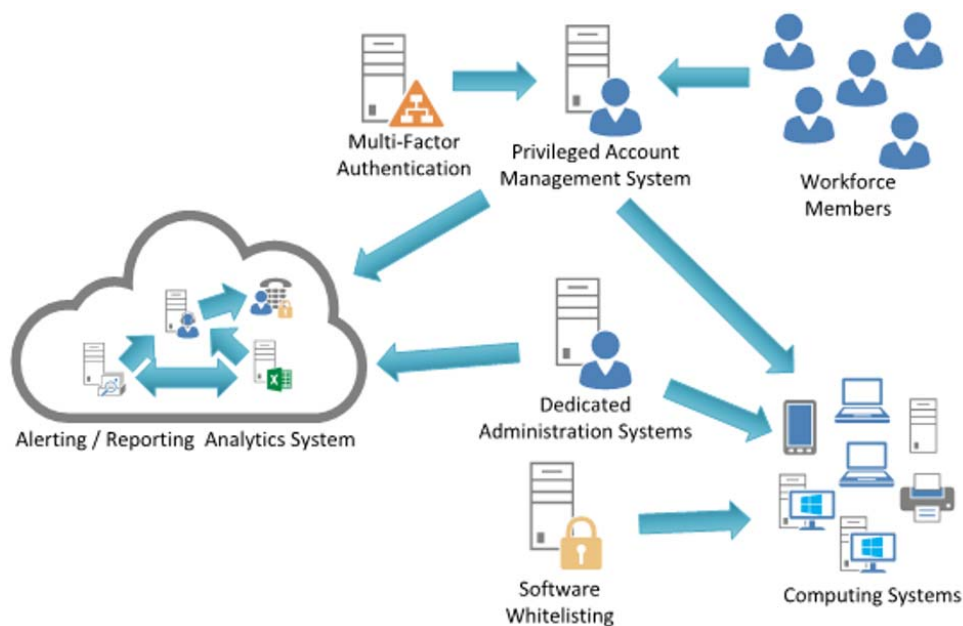 Multi-Factor
Authentication
Privileged Account
Management System
Workforce
Members
Alerting / Reporting Analytics System
Dedicated
Administration Systems
Software
Whitelisting
Computing Systems